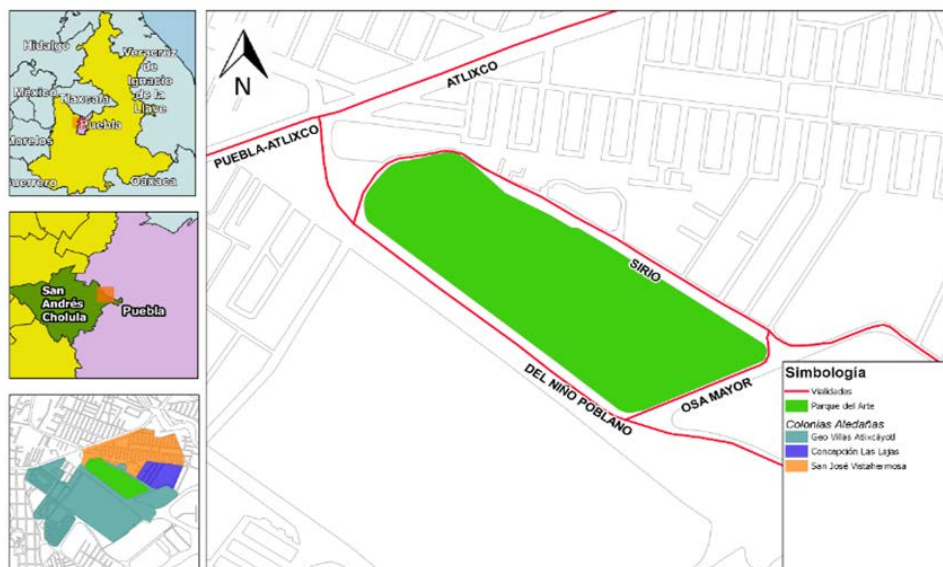 Hidalgo
Veracruz
de
Ignacio
de la
Llave
México
Tlaxcala
Puebla
Morelos
Guerrero
Oaxaca
San
Andrés
Cholula
Puebla
N
ATLIXCO
PUEBLA-ATLIXCO
SIRIO
DEL NIÑO POBLANO
OSA MAYOR
Simbología
Vialidades
Parque del Arte
Colonias Aledañas
Geo Villas Atlixcáyotl
Concepción Las Lajas
San José Vistahermosa